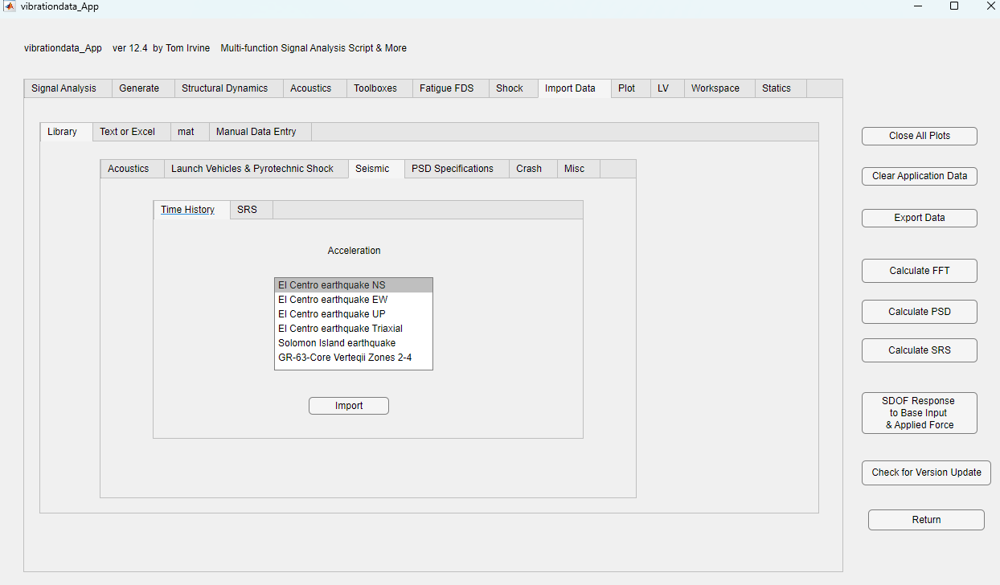 vibrationdata_App
vibrationdata_App ver 12.4 by Tom Irvine Multi-function Signal Analysis Script & More
Signal Analysis Generate Structural Dynamics Acoustics Toolboxes Fatigue FDS Shock Import Data Plot LV Workspace Statics
Library Text or Excel mat Manual Data Entry
Acoustics Launch Vehicles & Pyrotechnic Shock Seismic PSD Specifications Crash Misc
Time History SRS
Acceleration
El Centro earthquake NS
El Centro earthquake EW
El Centro earthquake UP
El Centro earthquake Triaxial
Solomon Island earthquake
GR-63-Core Verteqii Zones 2-4
Import
Close All Plots
Clear Application Data
Export Data
Calculate FFT
Calculate PSD
Calculate SRS
SDOF Response
to Base Input
& Applied Force
Check for Version Update
Return